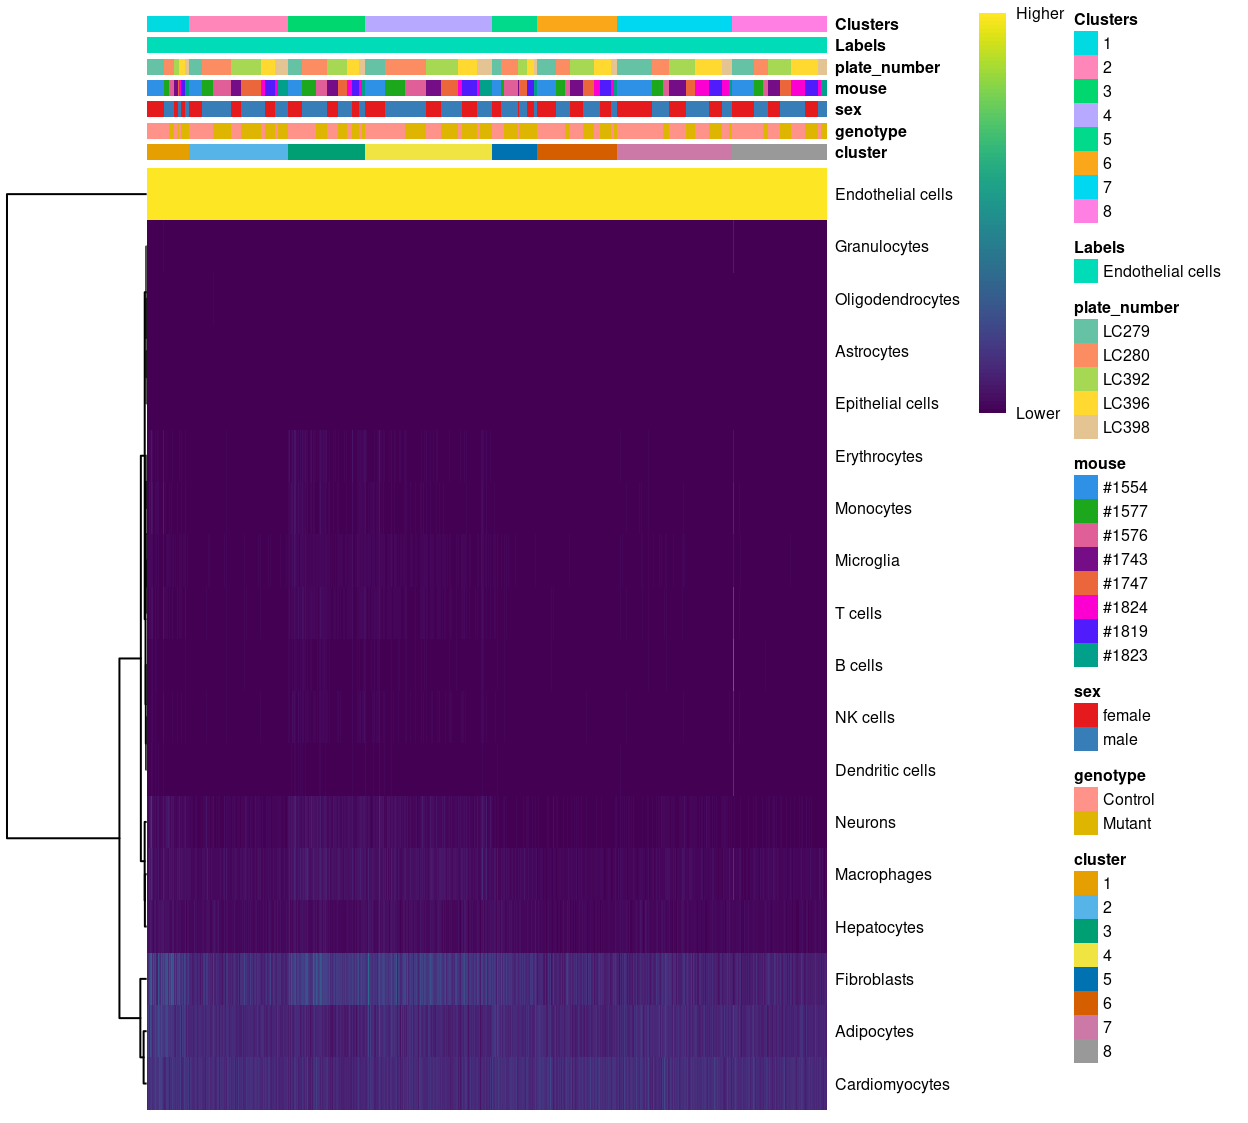 Clusters
Labels
plate_number
mouse
sex
genotype
cluster
Endothelial cells
Granulocytes
Oligodendrocytes
Astrocytes
Epithelial cells
Erythrocytes
Monocytes
Microglia
T cells
B cells
NK cells
Dendritic cells
Neurons
Macrophages
Hepatocytes
Fibroblasts
Adipocytes
Cardiomyocytes
Higher
Lower
Clusters
1
2
3
4
5
6
7
8
Labels
Endothelial cells
plate_number
LC279
LC280
LC392
LC396
LC398
mouse
#1554
#1577
#1576
#1743
#1747
#1824
#1819
#1823
sex
female
male
genotype
Control
Mutant
cluster
1
2
3
4
5
6
7
8